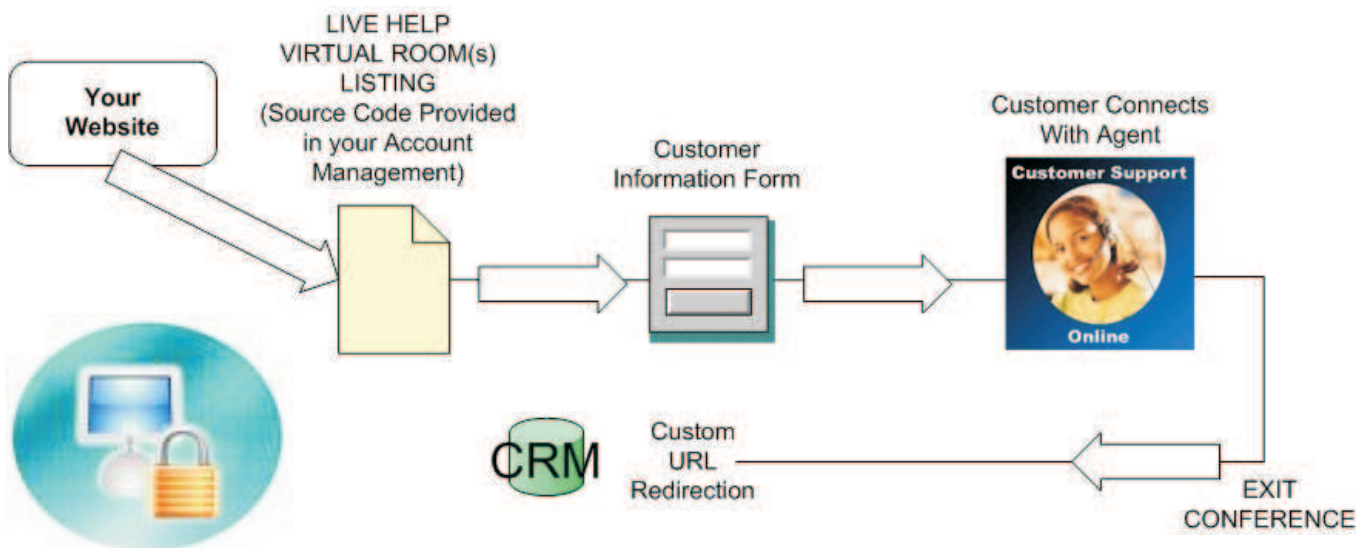 Your
Website
LIVE HELP
VIRTUAL ROOM(s)
LISTING
(Source Code Provided
in your Account
Management)
Customer
Information Form
Customer Connects
With Agent
Customer Support
Online
CRM
Custom
URL
Redirection
EXIT
CONFERENCE